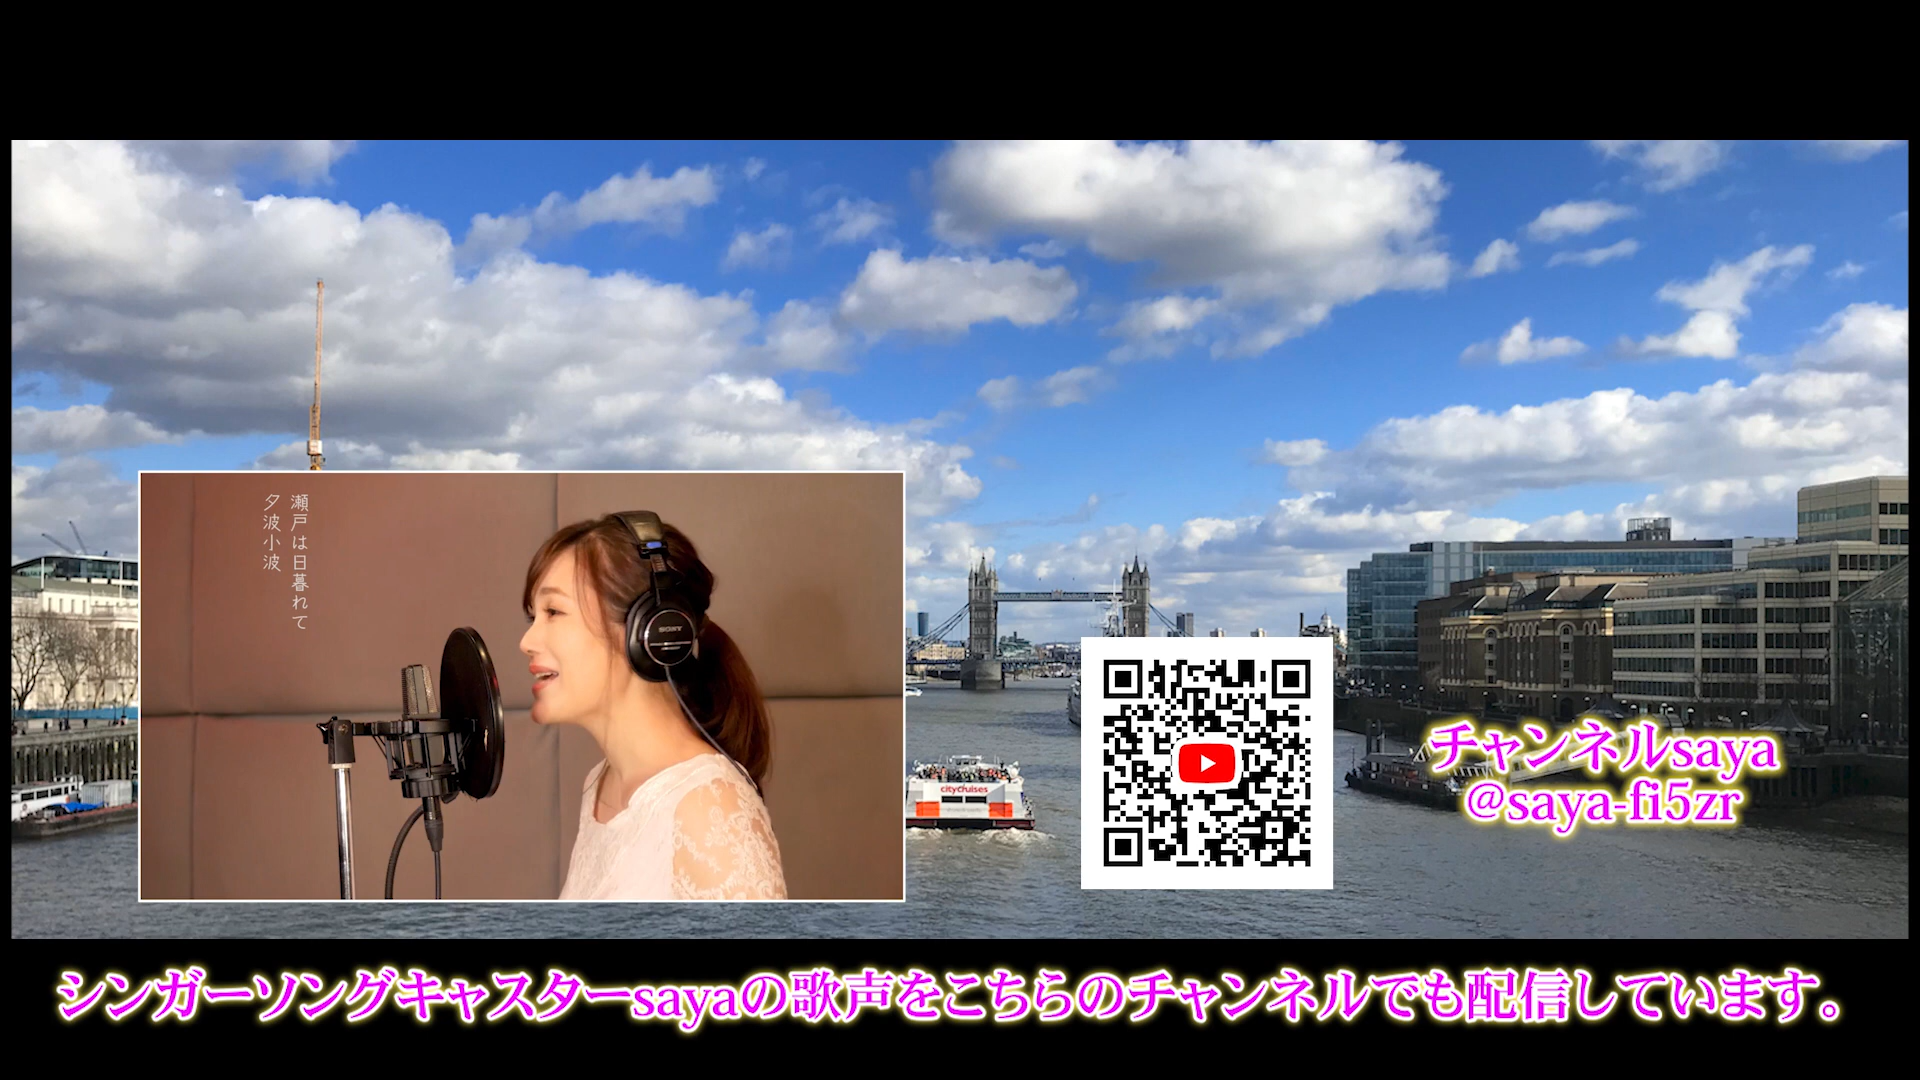 瀬戸は日暮れて
夕波小波
SONY
citycruises
チャンネルsaya
@saya-fi5zr
シンガーソングキャスターsayaの歌声をこちらのチャンネルでも配信しています。